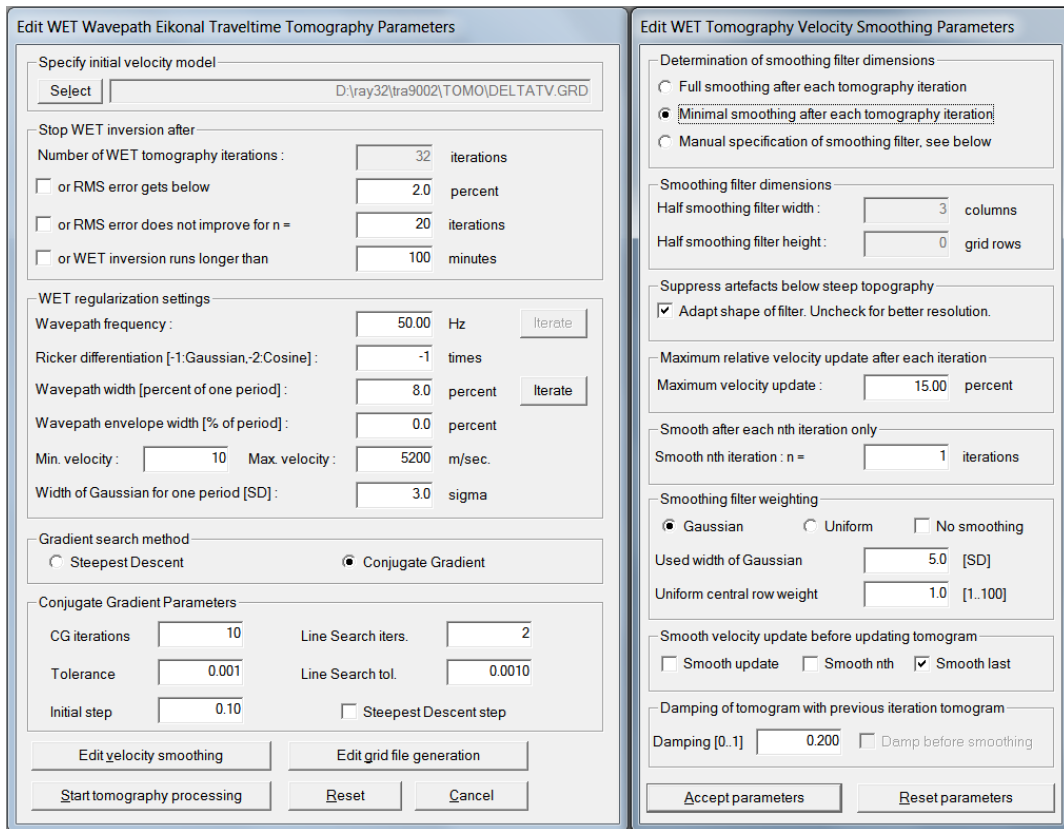 Edit WET Wavepath Eikonal Traveltime Tomography Parameters
Specify initial velocity model
Select D:\ray32\tra9002\TOMO\DELTATV.GRD
Stop WET inversion after
Number of WET tomography iterations : 32 iterations
or RMS error gets below 2.0 percent
or RMS error does not improve for n = 20 iterations
or WET inversion runs longer than 100 minutes
WET regularization settings
Wavepath frequency : 50.00 Hz Iterate
Ricker differentiation [-1:Gaussian,-2:Cosine] : -1 times
Wavepath width [percent of one period] : 8.0 percent Iterate
Wavepath envelope width [% of period] : 0.0 percent
Min. velocity : 10 Max. velocity : 5200 m/sec.
Width of Gaussian for one period [SD] : 3.0 sigma
Gradient search method
Steepest Descent Conjugate Gradient
Conjugate Gradient Parameters
CG iterations 10 Line Search iters. 2
Tolerance 0.001 Line Search tol. 0.0010
Initial step 0.10 Steepest Descent step
Edit velocity smoothing Edit grid file generation
Start tomography processing Reset Cancel
Edit WET Tomography Velocity Smoothing Parameters
Determination of smoothing filter dimensions
Full smoothing after each tomography iteration
Minimal smoothing after each tomography iteration
Manual specification of smoothing filter, see below
Smoothing filter dimensions
Half smoothing filter width : 3 columns
Half smoothing filter height : 0 grid rows
Suppress artefacts below steep topography
Adapt shape of filter. Uncheck for better resolution.
Maximum relative velocity update after each iteration
Maximum velocity update : 15.00 percent
Smooth after each nth iteration only
Smooth nth iteration : n = 1 iterations
Smoothing filter weighting
Gaussian Uniform No smoothing
Used width of Gaussian 5.0 [SD]
Uniform central row weight 1.0 [1..100]
Smooth velocity update before updating tomogram
Smooth update Smooth nth Smooth last
Damping of tomogram with previous iteration tomogram
Damping [0..1] 0.200 Damp before smoothing
Accept parameters Reset parameters